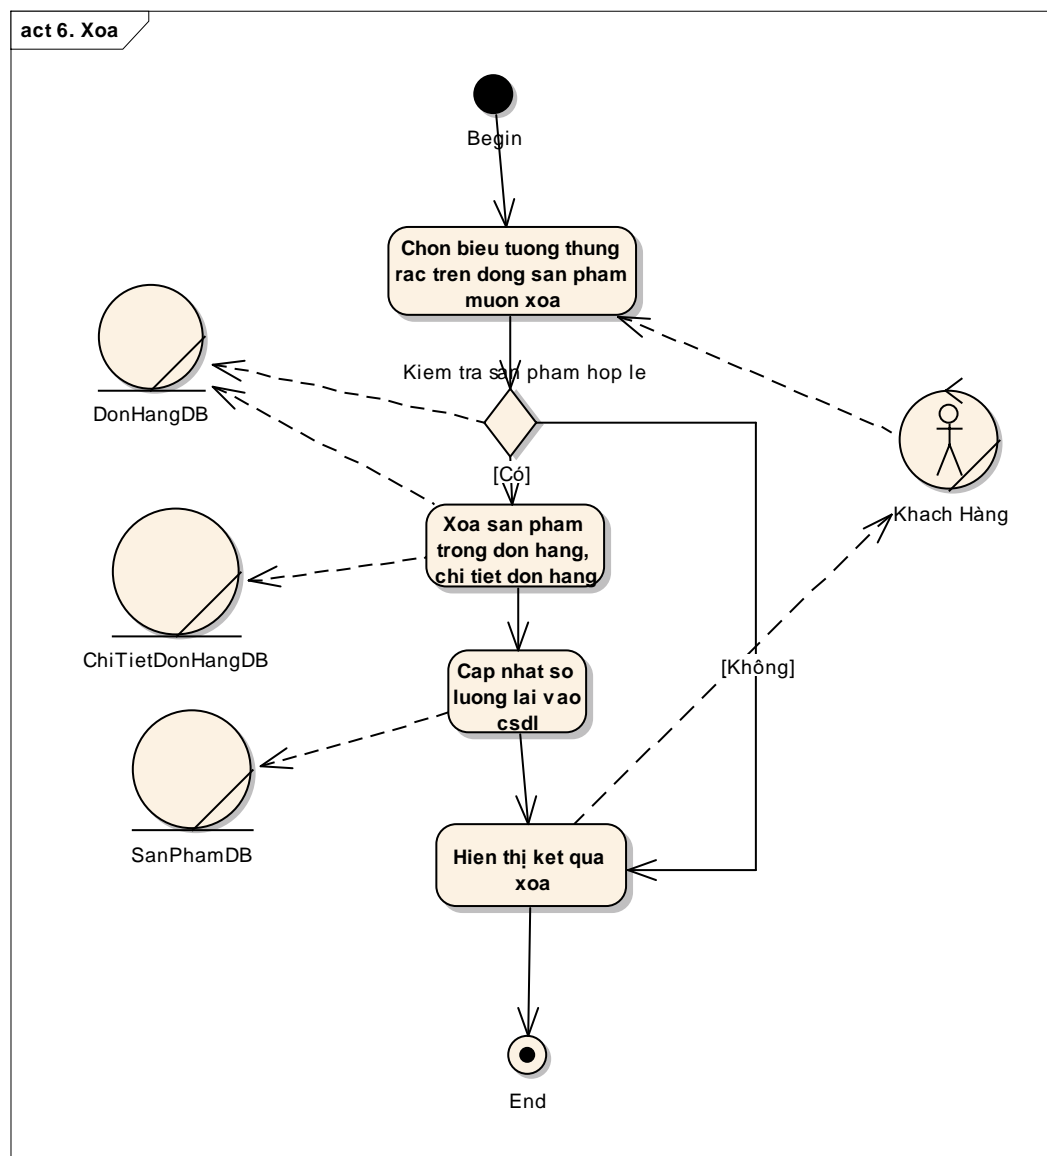 act 6. Xoa
Begin
Chon bieu tuong thung
rac tren dong san pham
muon xoa
Kiem tra san pham hop le
DonHangDB
[Có]
Khach Hàng
Xoa san pham
trong don hang,
chi tiet don hang
ChiTietDonHangDB
[Không]
Cap nhat so
luong lai vao
csdl
SanPhamDB
Hien thị ket qua
xoa
End